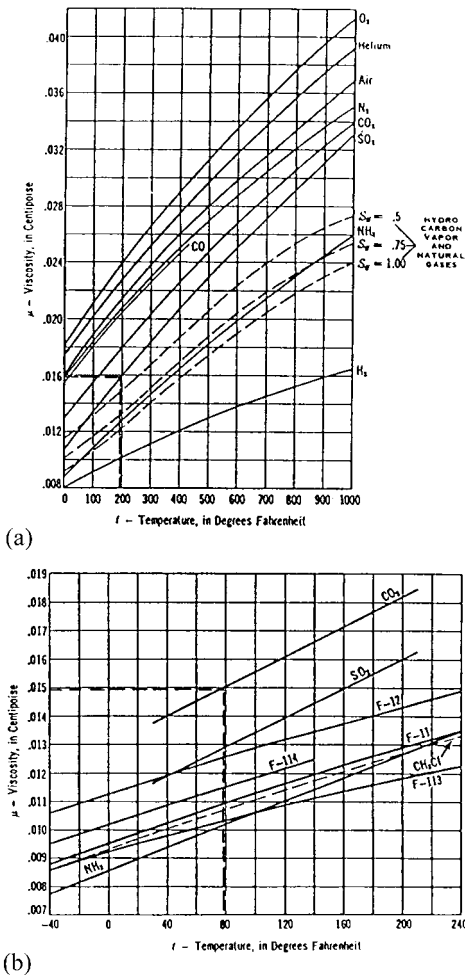 .040
.036
.032
.028
.024
.020
.016
.012
.008
μ – Viscosity, in Centipoise
O₂
Helium
Air
N₂
CO₂
SO₂
CO
S_g = .5
NH₃
S_g = .75
S_g = 1.00
HYDRO
CARBON
VAPOR
AND
NATURAL
GASES
H₂
0 100 200 300 400 500 600 700 800 900 1000
t – Temperature, in Degrees Fahrenheit
(a)
.019
.018
.017
.016
.015
.014
.013
.012
.011
.010
.009
.008
.007
μ – Viscosity, in Centipoise
CO₂
SO₂
F-12
F-11
F-114
CH₃Cl
F-113
NH₃
-40 0 40 80 120 160 200 240
t – Temperature, in Degrees Fahrenheit
(b)